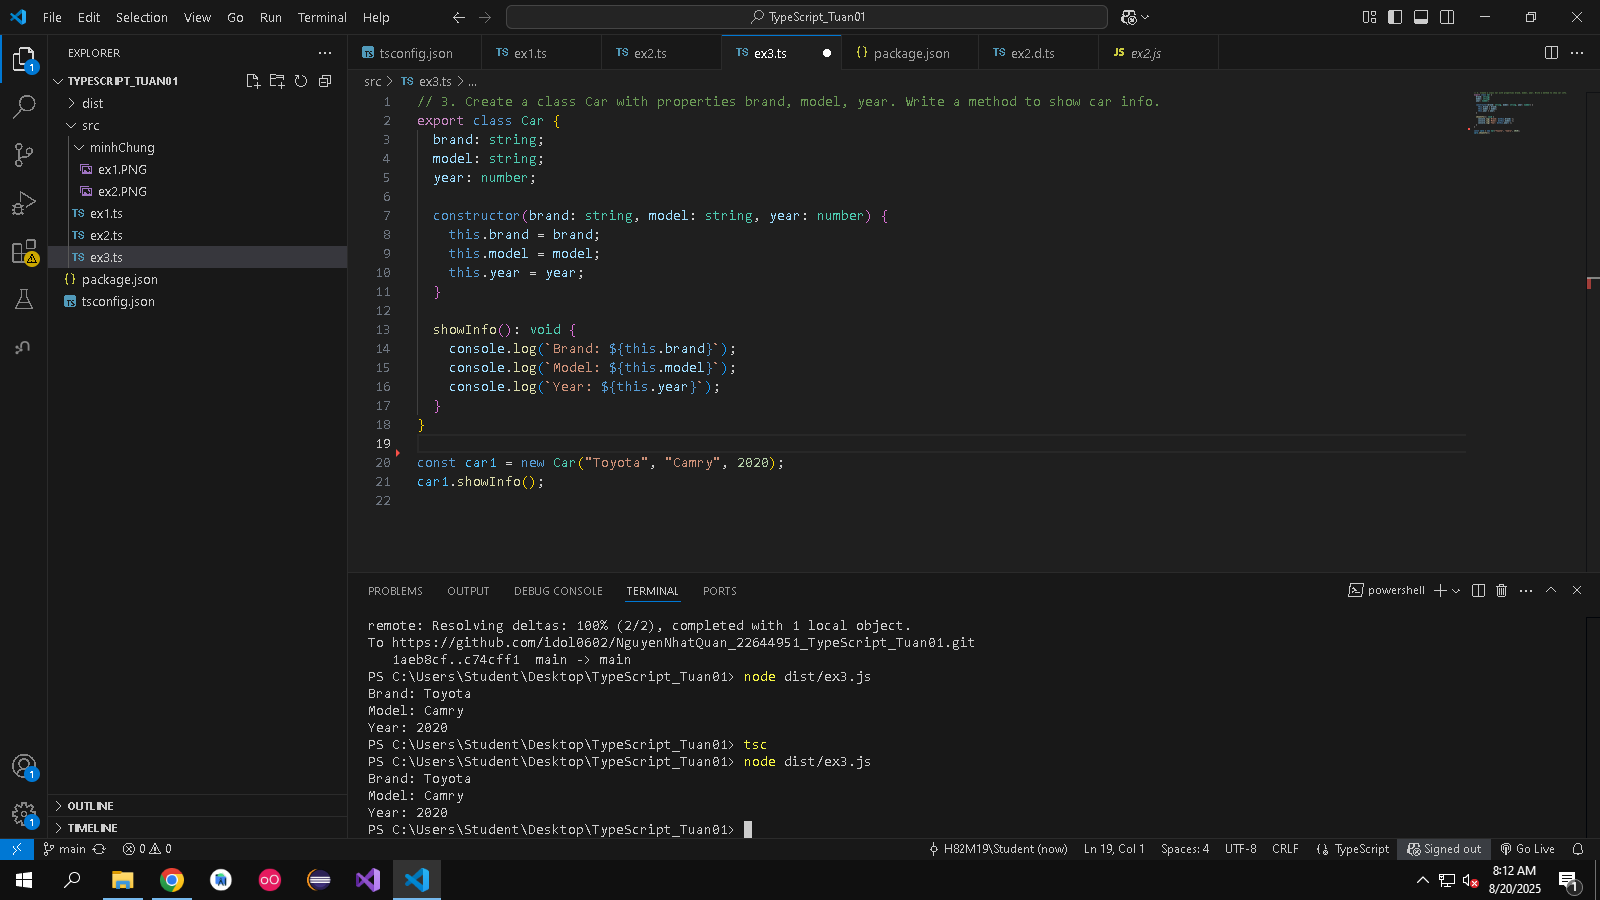 File Edit Selection View Go Run Terminal Help
TypeScript_Tuan01
EXPLORER
TYPESCRIPT_TUAN01
dist
src
minhChung
ex1.PNG
ex2.PNG
TS ex1.ts
TS ex2.ts
TS ex3.ts
{} package.json
TS tsconfig.json
OUTLINE
TIMELINE
TS tsconfig.json TS ex1.ts TS ex2.ts TS ex3.ts {} package.json TS ex2.d.ts JS ex2.js
src > TS ex3.ts > ...
1 // 3. Create a class Car with properties brand, model, year. Write a method to show car info.
2 export class Car {
3 brand: string;
4 model: string;
5 year: number;
6
7 constructor(brand: string, model: string, year: number) {
8 this.brand = brand;
9 this.model = model;
10 this.year = year;
11 }
12
13 showInfo(): void {
14 console.log(`Brand: ${this.brand}`);
15 console.log(`Model: ${this.model}`);
16 console.log(`Year: ${this.year}`);
17 }
18 }
19
20 const car1 = new Car("Toyota", "Camry", 2020);
21 car1.showInfo();
22
PROBLEMS OUTPUT DEBUG CONSOLE TERMINAL PORTS
powershell
remote: Resolving deltas: 100% (2/2), completed with 1 local object.
To https://github.com/idol0602/NguyenNhatQuan_22644951_TypeScript_Tuan01.git
1aeb8cf..c74cff1 main -> main
PS C:\Users\Student\Desktop\TypeScript_Tuan01> node dist/ex3.js
Brand: Toyota
Model: Camry
Year: 2020
PS C:\Users\Student\Desktop\TypeScript_Tuan01> tsc
PS C:\Users\Student\Desktop\TypeScript_Tuan01> node dist/ex3.js
Brand: Toyota
Model: Camry
Year: 2020
PS C:\Users\Student\Desktop\TypeScript_Tuan01>
main 0 0 H82M19\Student (now) Ln 19, Col 1 Spaces: 4 UTF-8 CRLF {} TypeScript Signed out Go Live
8:12 AM
8/20/2025
1